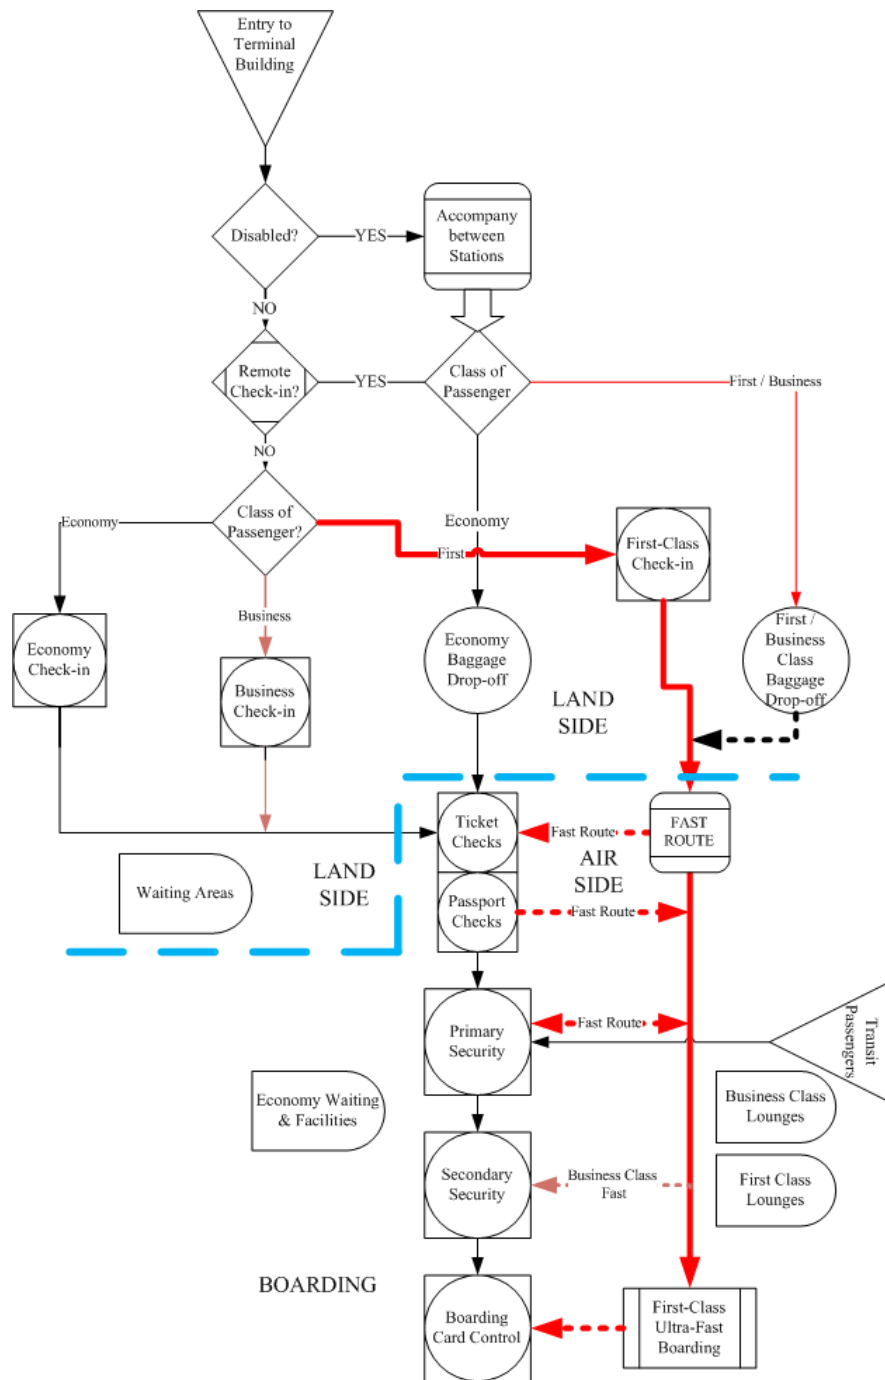 Entry to
Terminal
Building
Disabled?
YES
Accompany
between
Stations
NO
Remote
Check-in?
YES
Class of
Passenger
First / Business
NO
Class of
Passenger?
Economy
Economy
First
First-Class
Check-in
Business
Economy
Check-in
Business
Check-in
Economy
Baggage
Drop-off
First /
Business
Class
Baggage
Drop-off
LAND
SIDE
Ticket
Checks
Fast Route
FAST
ROUTE
LAND
SIDE
AIR
SIDE
Waiting Areas
Passport
Checks
Fast Route
Primary
Security
Fast Route
Transit
Passengers
Economy Waiting
& Facilities
Business Class
Lounges
Secondary
Security
Business Class
Fast
First Class
Lounges
BOARDING
Boarding
Card Control
First-Class
Ultra-Fast
Boarding